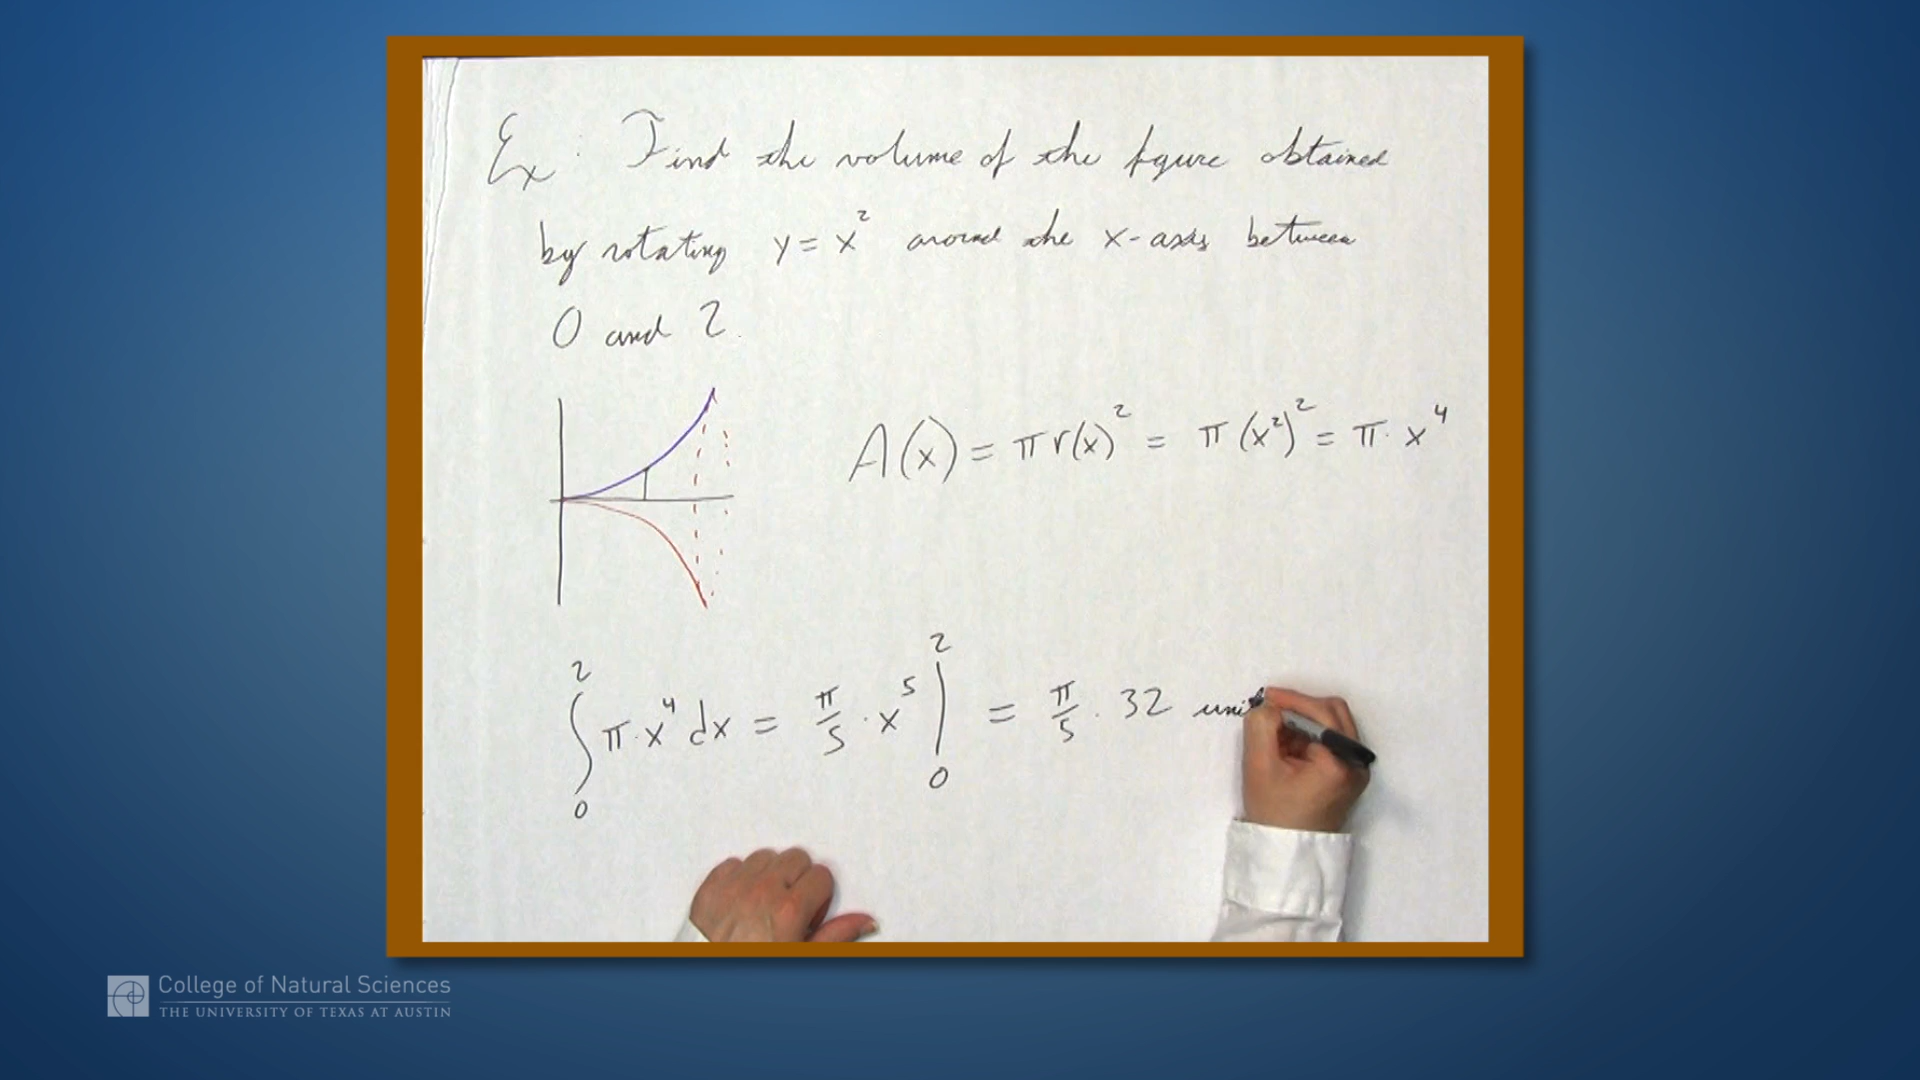 Ex: Find the volume of the figure obtained
by rotating y = x² around the x-axis between
0 and 2.
A(x) = π r(x)² = π (x²)² = π · x⁴
∫₀² π · x⁴ dx = π/5 · x⁵ |₀² = π/5 · 32 unit
College of Natural Sciences
THE UNIVERSITY OF TEXAS AT AUSTIN